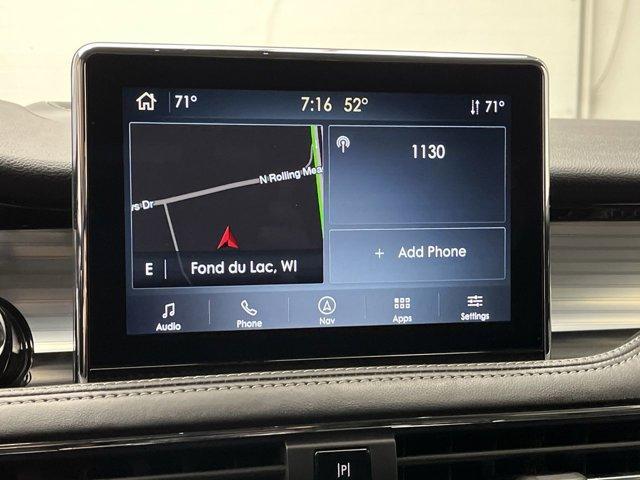 71° 7:16 52° 71°
N Rolling Mea
rs Dr
1130
E Fond du Lac, WI
+ Add Phone
Audio Phone Nav Apps Settings
P